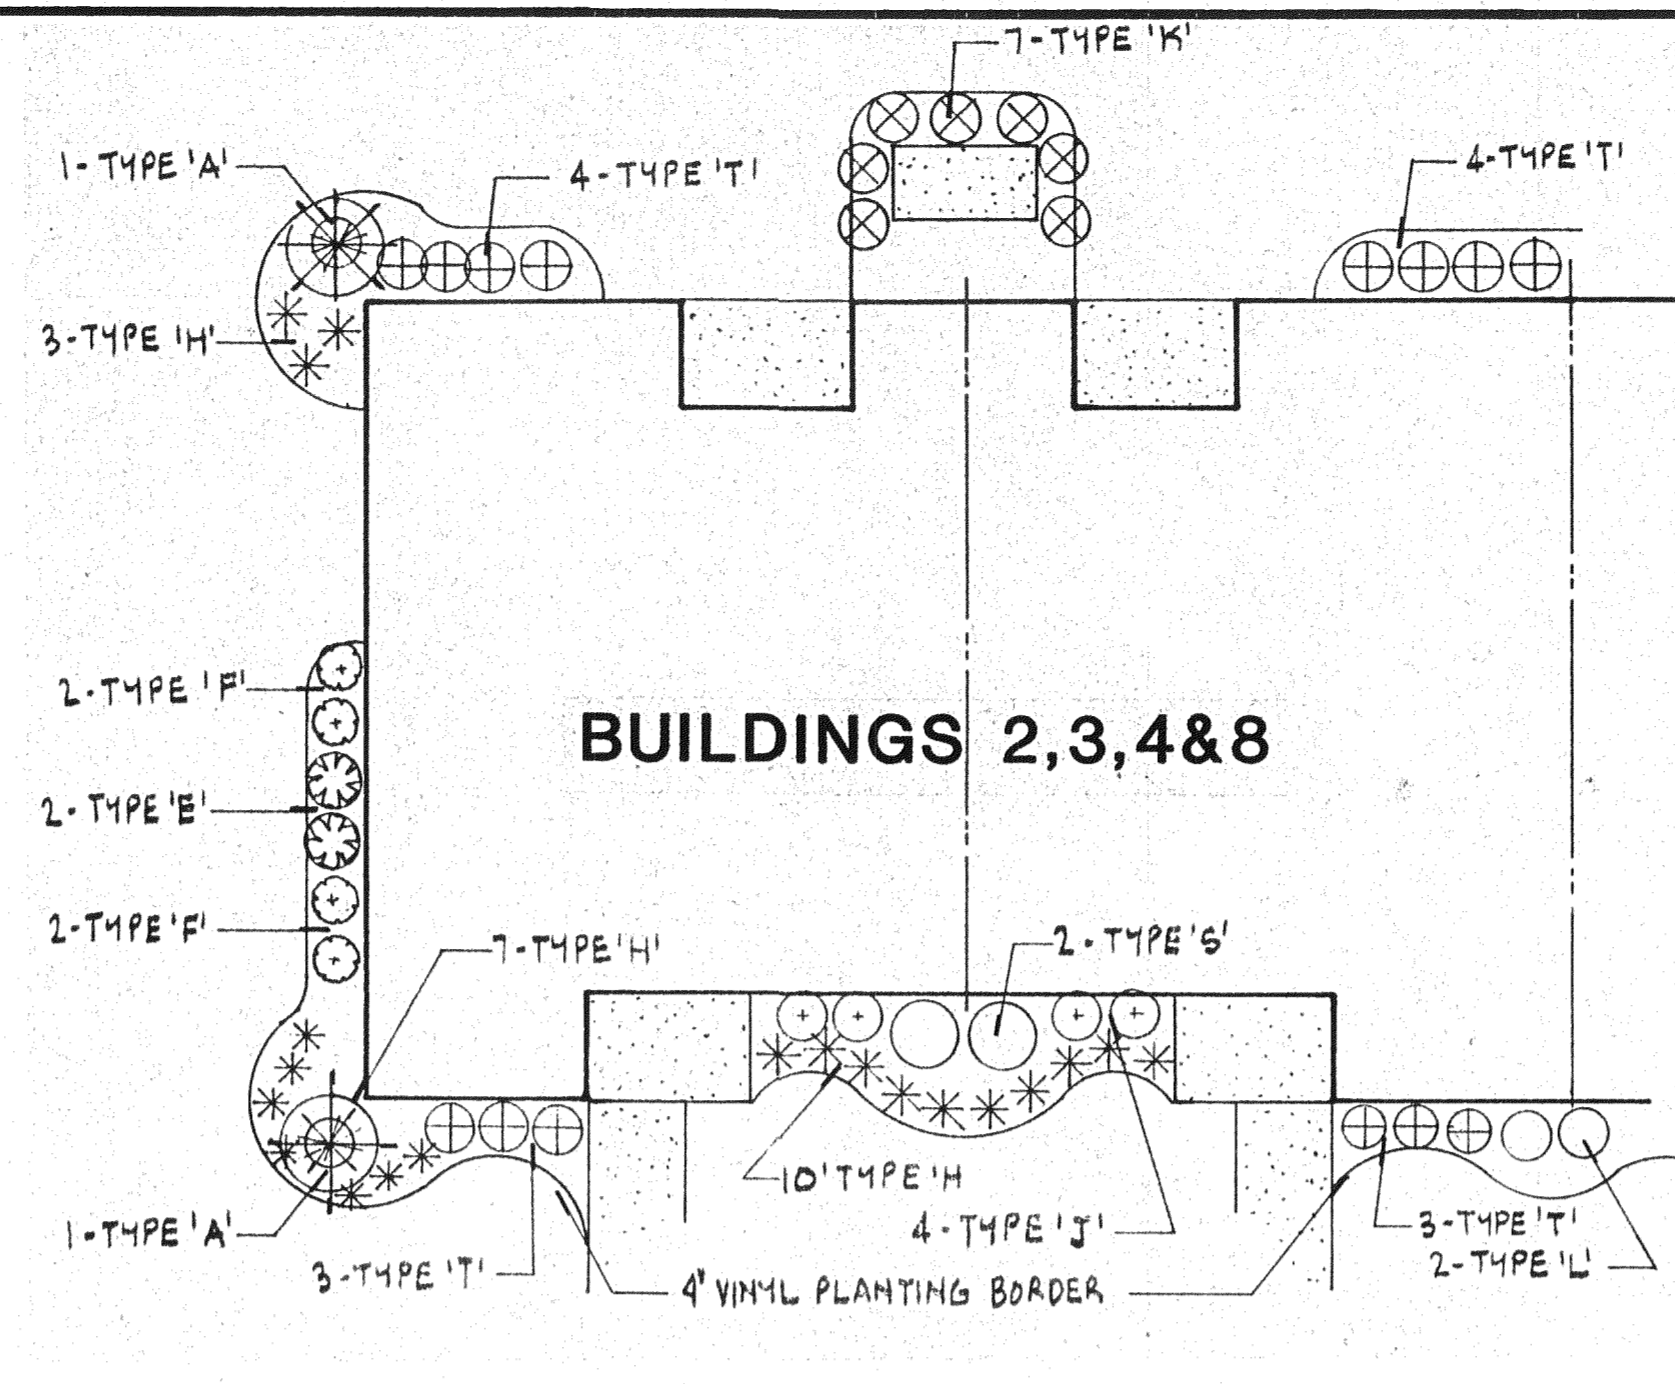 7-TYPE 'K'
1-TYPE 'A'
4-TYPE 'T'
4-TYPE 'T'
3-TYPE 'H'
2-TYPE 'F'
BUILDINGS 2,3,4&8
2-TYPE 'E'
2-TYPE 'F'
7-TYPE 'H'
2-TYPE 'S'
10'TYPE 'H
1-TYPE 'A'
4-TYPE 'J'
3-TYPE 'T'
3-TYPE 'T'
2-TYPE 'L'
4" VINYL PLANTING BORDER